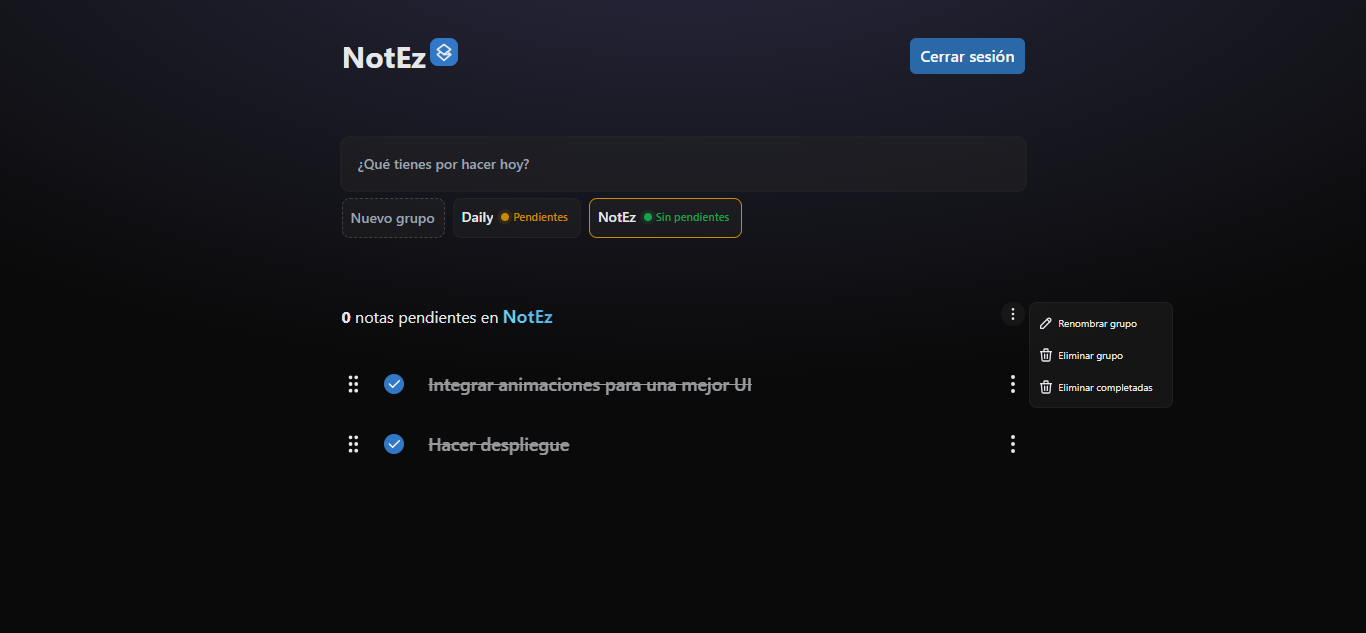 NotEz
Cerrar sesión
¿Qué tienes por hacer hoy?
Nuevo grupo
Daily Pendientes
NotEz Sin pendientes
0 notas pendientes en NotEz
Renombrar grupo
Eliminar grupo
Eliminar completadas
Integrar animaciones para una mejor UI
Hacer despliegue